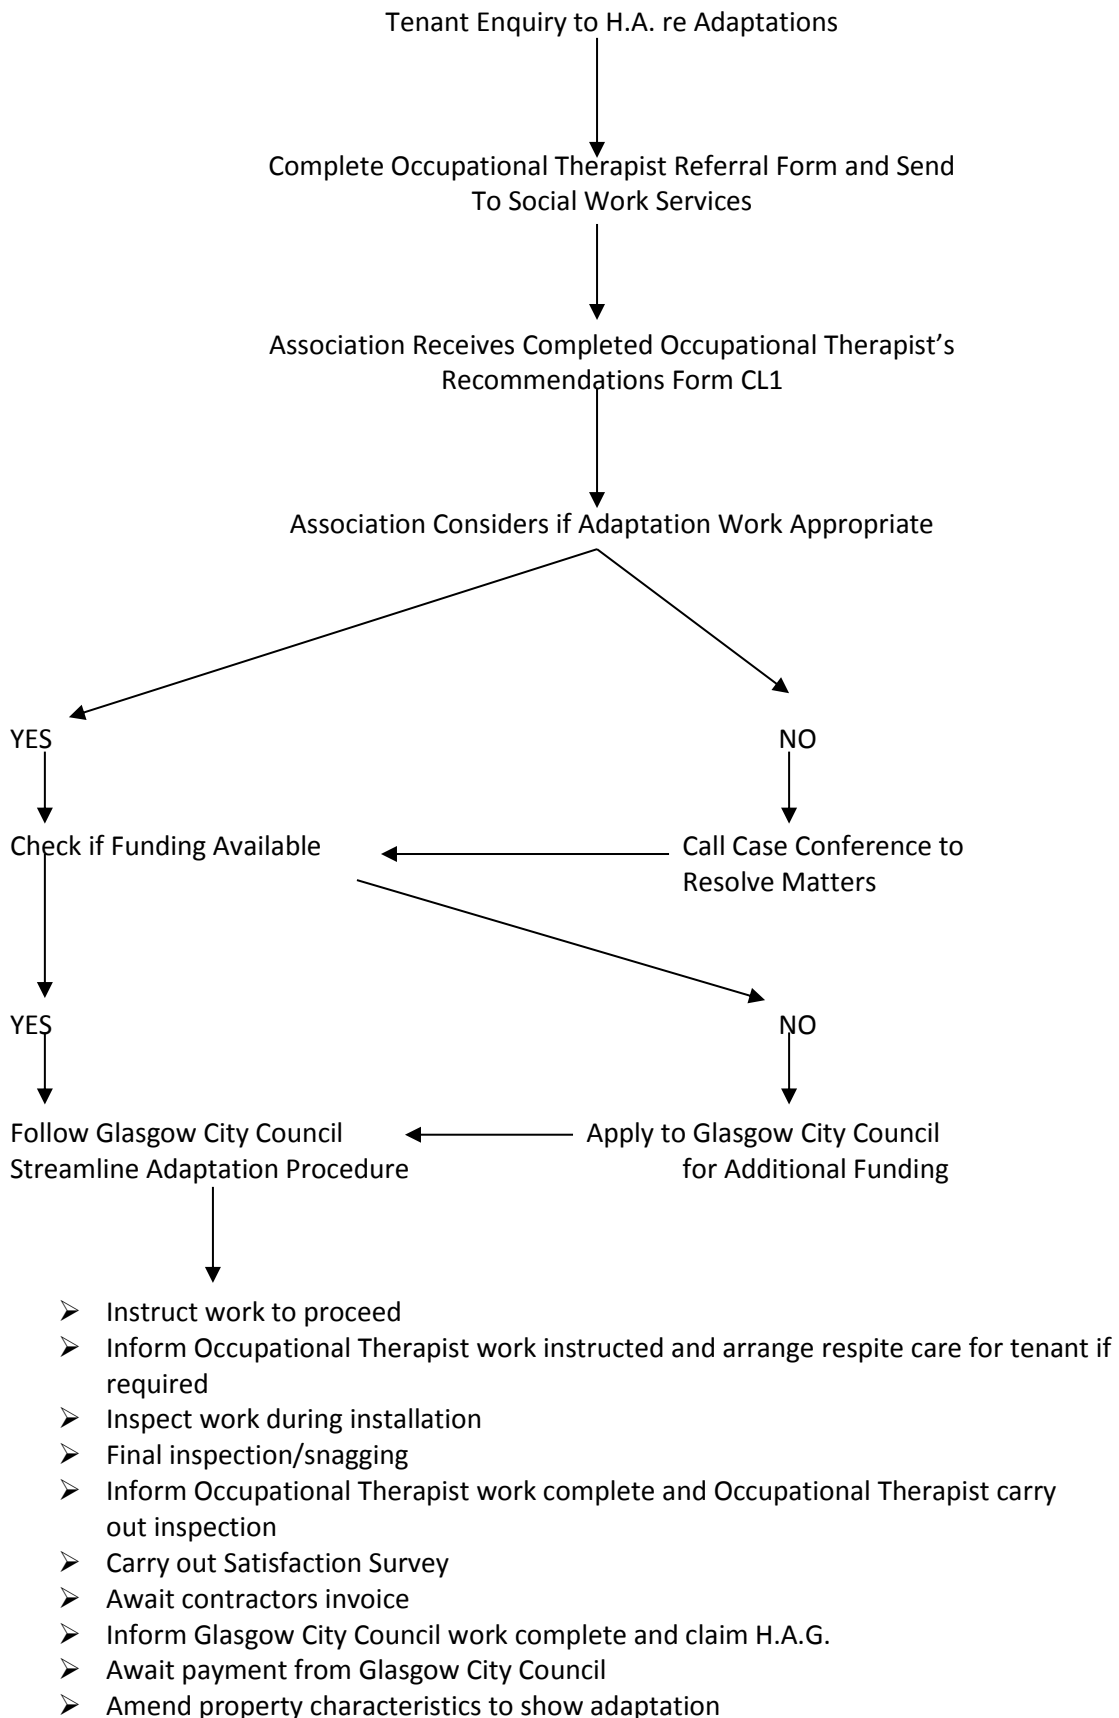 Tenant Enquiry to H.A. re Adaptations
Complete Occupational Therapist Referral Form and Send
To Social Work Services
Association Receives Completed Occupational Therapist’s
Recommendations Form CL1
Association Considers if Adaptation Work Appropriate
YES
NO
Check if Funding Available
Call Case Conference to
Resolve Matters
YES
NO
Follow Glasgow City Council
Streamline Adaptation Procedure
Apply to Glasgow City Council
for Additional Funding
➢ Instruct work to proceed
➢ Inform Occupational Therapist work instructed and arrange respite care for tenant if
required
➢ Inspect work during installation
➢ Final inspection/snagging
➢ Inform Occupational Therapist work complete and Occupational Therapist carry
out inspection
➢ Carry out Satisfaction Survey
➢ Await contractors invoice
➢ Inform Glasgow City Council work complete and claim H.A.G.
➢ Await payment from Glasgow City Council
➢ Amend property characteristics to show adaptation